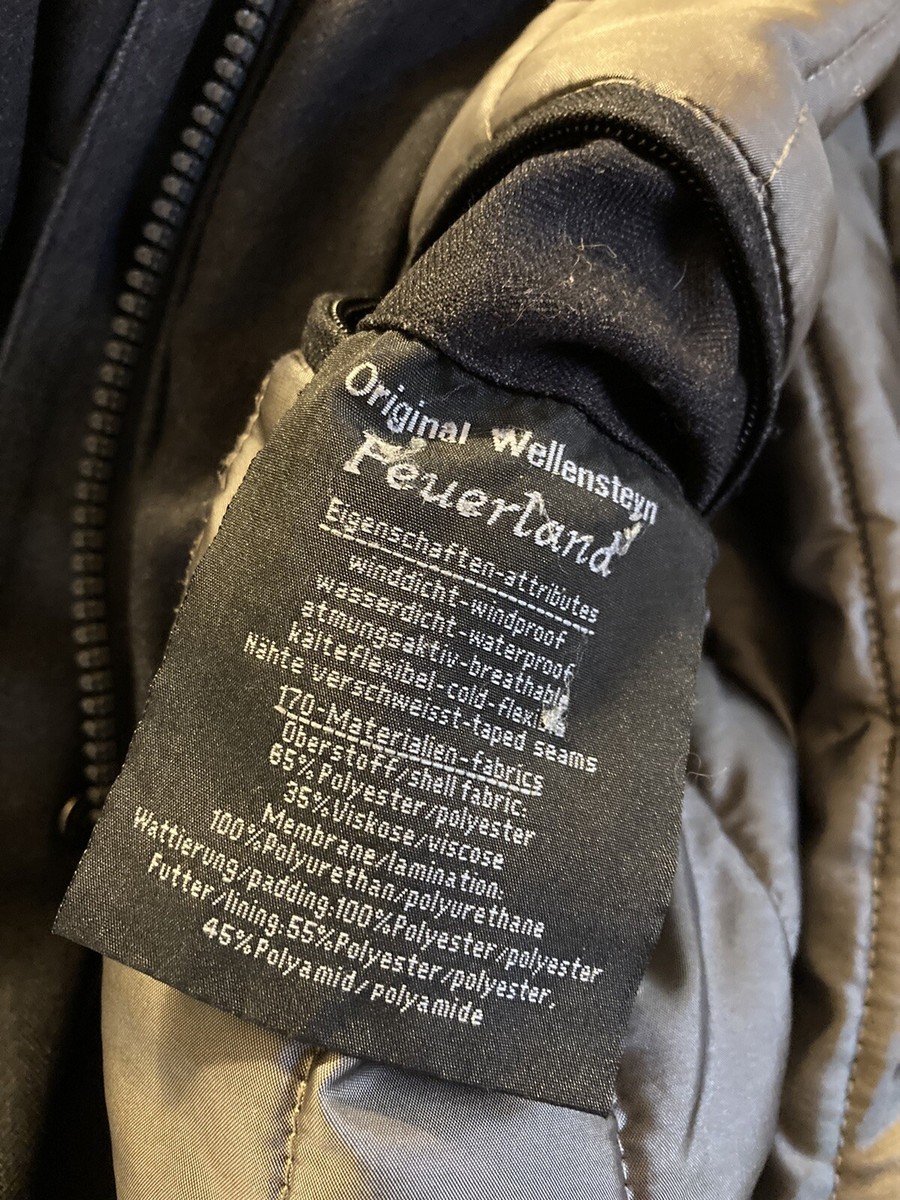 Original Wellensteyn
Feuerland
Eigenschaften-attributes
winddicht-windproof
wasserdicht-waterproof
atmungsaktiv-breathable
kälteflexibel-cold-flexi
Nähte verschweisst-taped seams
170-Materialien-fabrics
Oberstoff/shell fabric.
65%Polyester/polyester
35%Viskose/viscose
Membrane/lamination.
100%Polyurethan/polyurethane
Wattierung/padding:100%Polyester/polyester
Futter/lining:55%Polyester/polyester.
45%Polyamid/polyamide